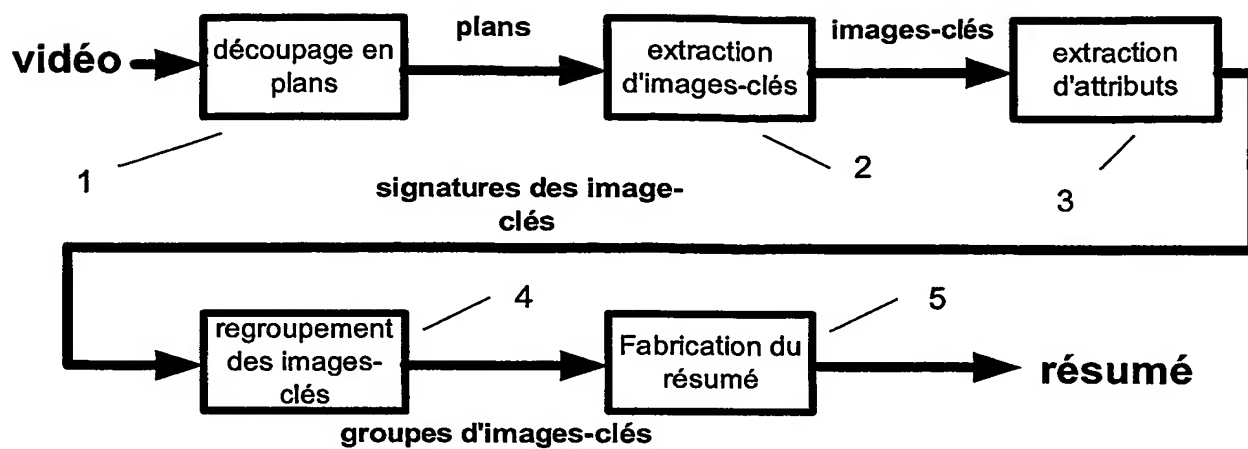 vidéo
découpage en
plans
plans
extraction
d'images-clés
images-clés
extraction
d'attributs
1
2
3
signatures des image-
clés
regroupement
des images-
clés
4
Fabrication du
résumé
5
résumé
groupes d'images-clés